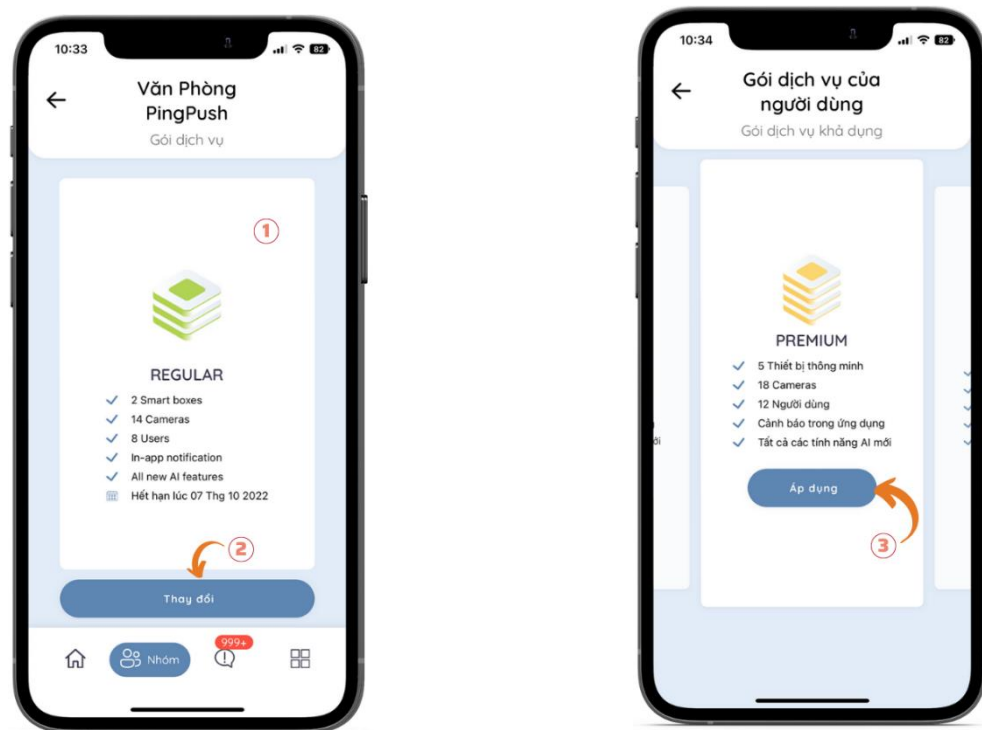 10:33
82
Văn Phòng
PingPush
Gói dịch vụ
1
REGULAR
2 Smart boxes
14 Cameras
8 Users
In-app notification
All new AI features
Hết hạn lúc 07 Thg 10 2022
2
Thay đổi
Nhóm
999+
10:34
82
Gói dịch vụ của
người dùng
Gói dịch vụ khả dụng
PREMIUM
5 Thiết bị thông minh
18 Cameras
12 Người dùng
Cảnh báo trong ứng dụng
Tất cả các tính năng AI mới
Áp dụng
3